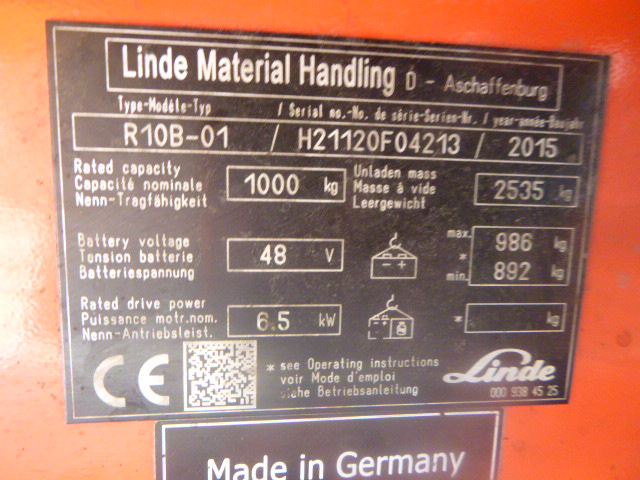 Linde Material Handling D - Aschaffenburg
Type-Modèle-Typ / Serial no.-No. de série-Serien-Nr. / year-année-Baujahr
R10B-01 / H21120F04213 / 2015
Rated capacity
Capacité nominale
Nenn-Tragfähigkeit
1000 kg
Unladen mass
Masse à vide
Leergewicht
2535 kg
Battery voltage
Tension batterie
Batteriespannung
48 V
max. 986 kg
*
min. 892 kg
Rated drive power
Puissance motr.nom.
Nenn-Antriebsleist.
6.5 kW
* kg
CE
* see Operating instructions
voir Mode d'emploi
siehe Betriebsanleitung
Linde
000 938 45 25
Made in Germany